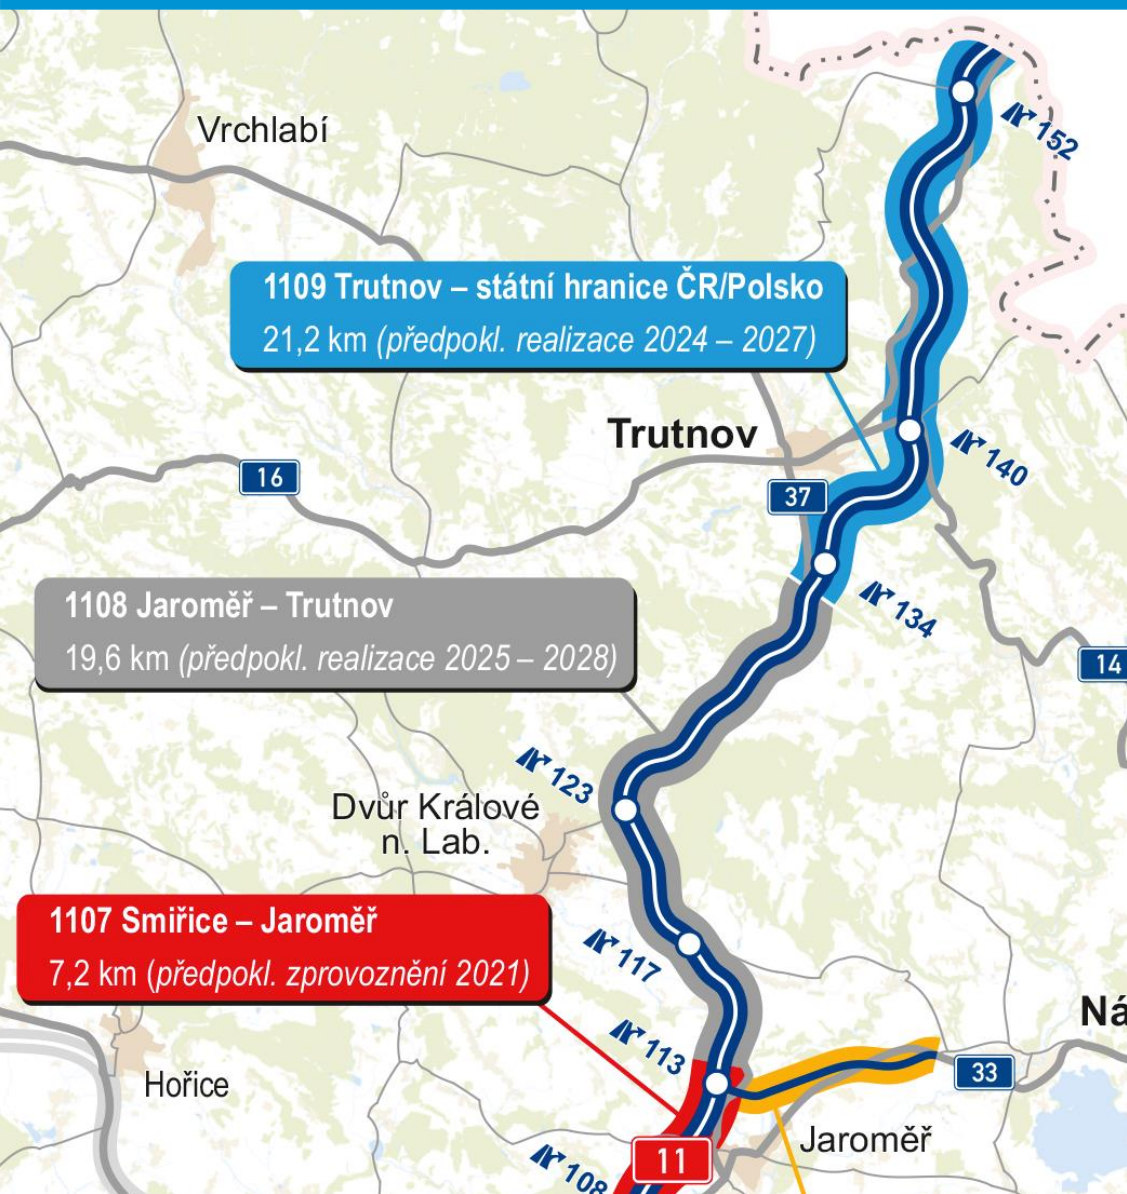 Vrchlabí
152
1109 Trutnov – státní hranice ČR/Polsko
21,2 km (předpokl. realizace 2024 – 2027)
Trutnov
140
16
37
1108 Jaroměř – Trutnov
19,6 km (předpokl. realizace 2025 – 2028)
134
14
123
Dvůr Králové
n. Lab.
1107 Smiřice – Jaroměř
7,2 km (předpokl. zprovoznění 2021)
117
Ná
113
33
Hořice
Jaroměř
11
108